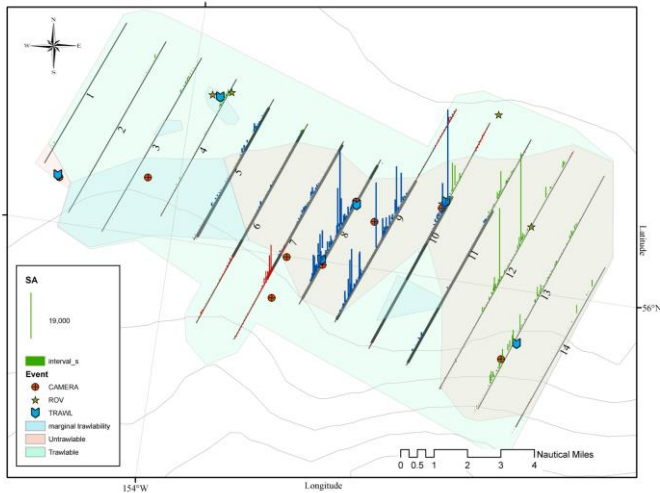 N
W E
S
1
2
3
4
5
6
7
8
9
10
11
12
13
14
Latitude
56°N
SA
19,000
interval_s
Event
CAMERA
ROV
TRAWL
marginal trawlability
Untrawlable
Trawlable
Nautical Miles
0 0.5 1 2 3 4
154°W
Longitude